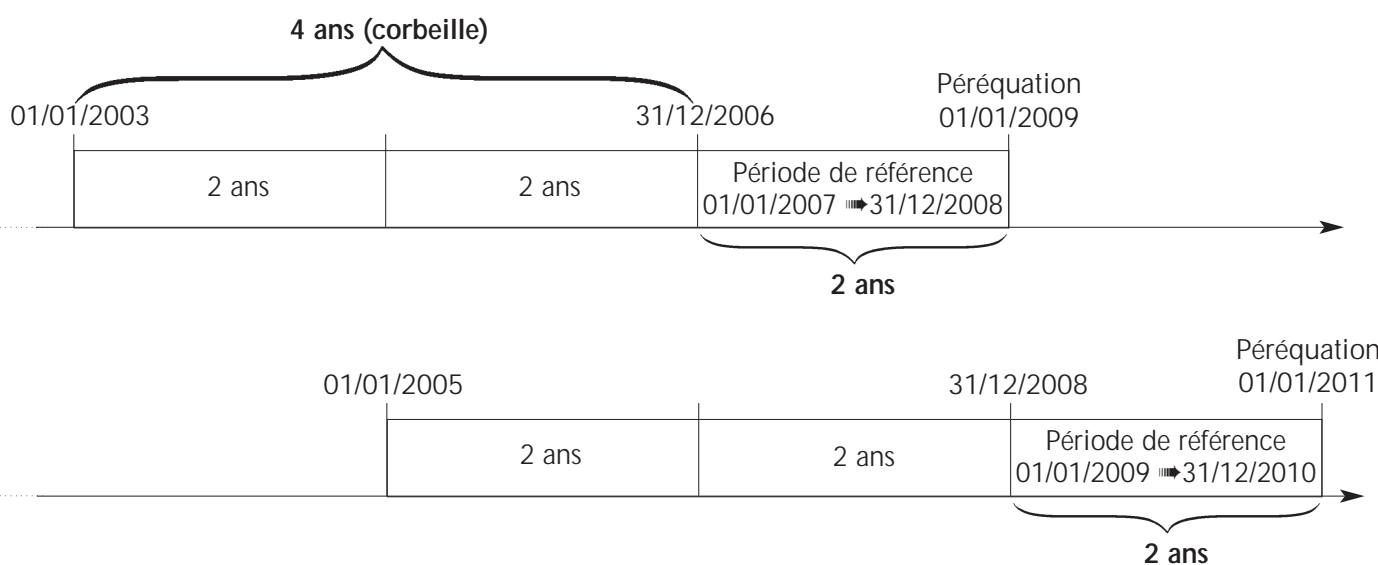 4 ans (corbeille)
Péréquation
01/01/2003
31/12/2006
01/01/2009
2 ans
2 ans
Période de référence
01/01/2007 ➠ 31/12/2008
2 ans
Péréquation
01/01/2005
31/12/2008
01/01/2011
2 ans
2 ans
Période de référence
01/01/2009 ➠ 31/12/2010
2 ans